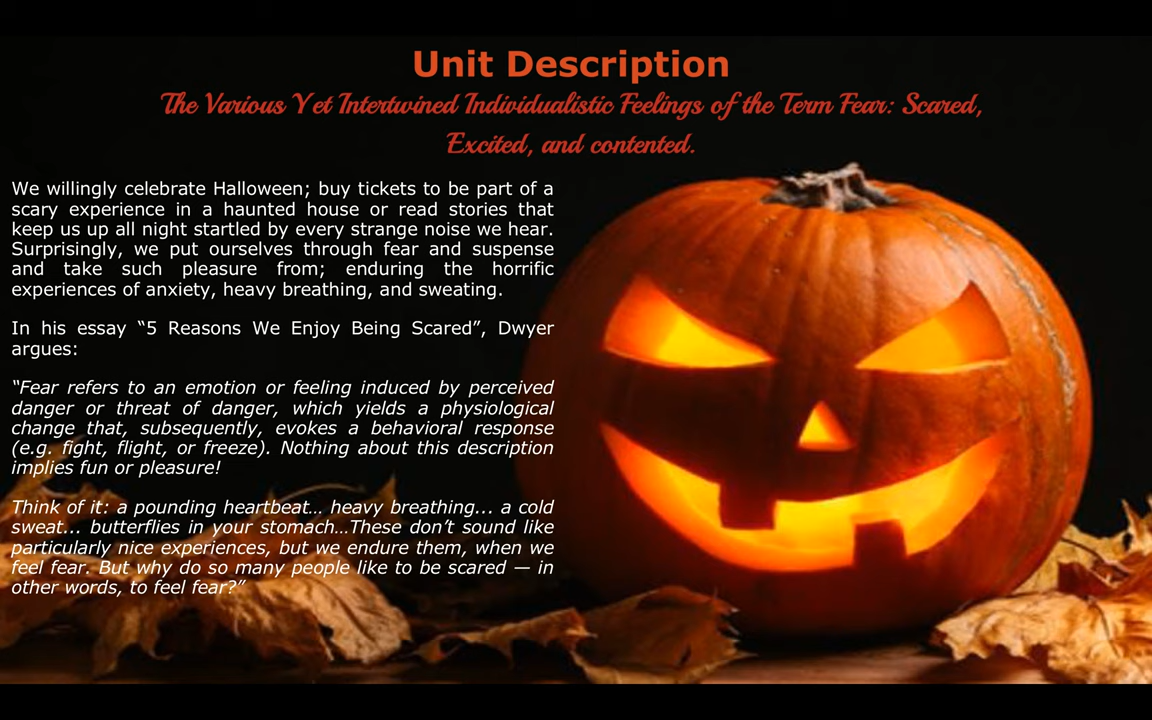 Unit Description
The Various Yet Intertwined Individualistic Feelings of the Term Fear: Scared,
Excited, and contented.
We willingly celebrate Halloween; buy tickets to be part of a
scary experience in a haunted house or read stories that
keep us up all night startled by every strange noise we hear.
Surprisingly, we put ourselves through fear and suspense
and take such pleasure from; enduring the horrific
experiences of anxiety, heavy breathing, and sweating.
In his essay “5 Reasons We Enjoy Being Scared”, Dwyer
argues:
“Fear refers to an emotion or feeling induced by perceived
danger or threat of danger, which yields a physiological
change that, subsequently, evokes a behavioral response
(e.g. fight, flight, or freeze). Nothing about this description
implies fun or pleasure!
Think of it: a pounding heartbeat… heavy breathing... a cold
sweat... butterflies in your stomach…These don’t sound like
particularly nice experiences, but we endure them, when we
feel fear. But why do so many people like to be scared — in
other words, to feel fear?”